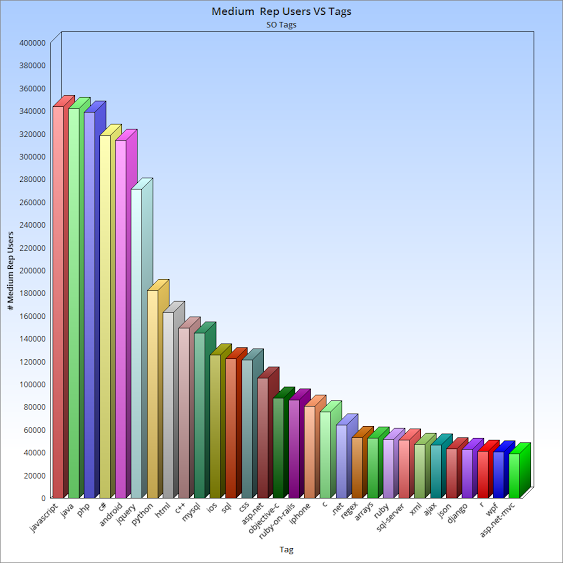 Medium Rep Users VS Tags
SO Tags
400000
380000
360000
340000
320000
300000
280000
260000
240000
220000
200000
180000
160000
140000
120000
100000
80000
60000
40000
20000
0
# Medium Rep Users
javascript
java
php
c#
android
jquery
python
html
c++
mysql
ios
sql
css
asp.net
objective-c
ruby-on-rails
iphone
c
.net
regex
arrays
ruby
sql-server
xml
ajax
json
django
r
wpf
asp.net-mvc
Tag